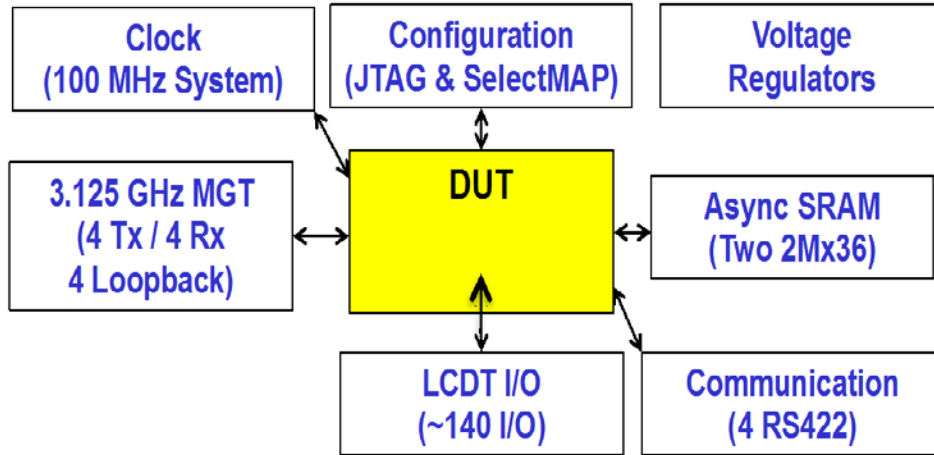 Clock
(100 MHz System)
Configuration
(JTAG & SelectMAP)
Voltage
Regulators
3.125 GHz MGT
(4 Tx / 4 Rx
4 Loopback)
DUT
Async SRAM
(Two 2Mx36)
LCDT I/O
(~140 I/O)
Communication
(4 RS422)